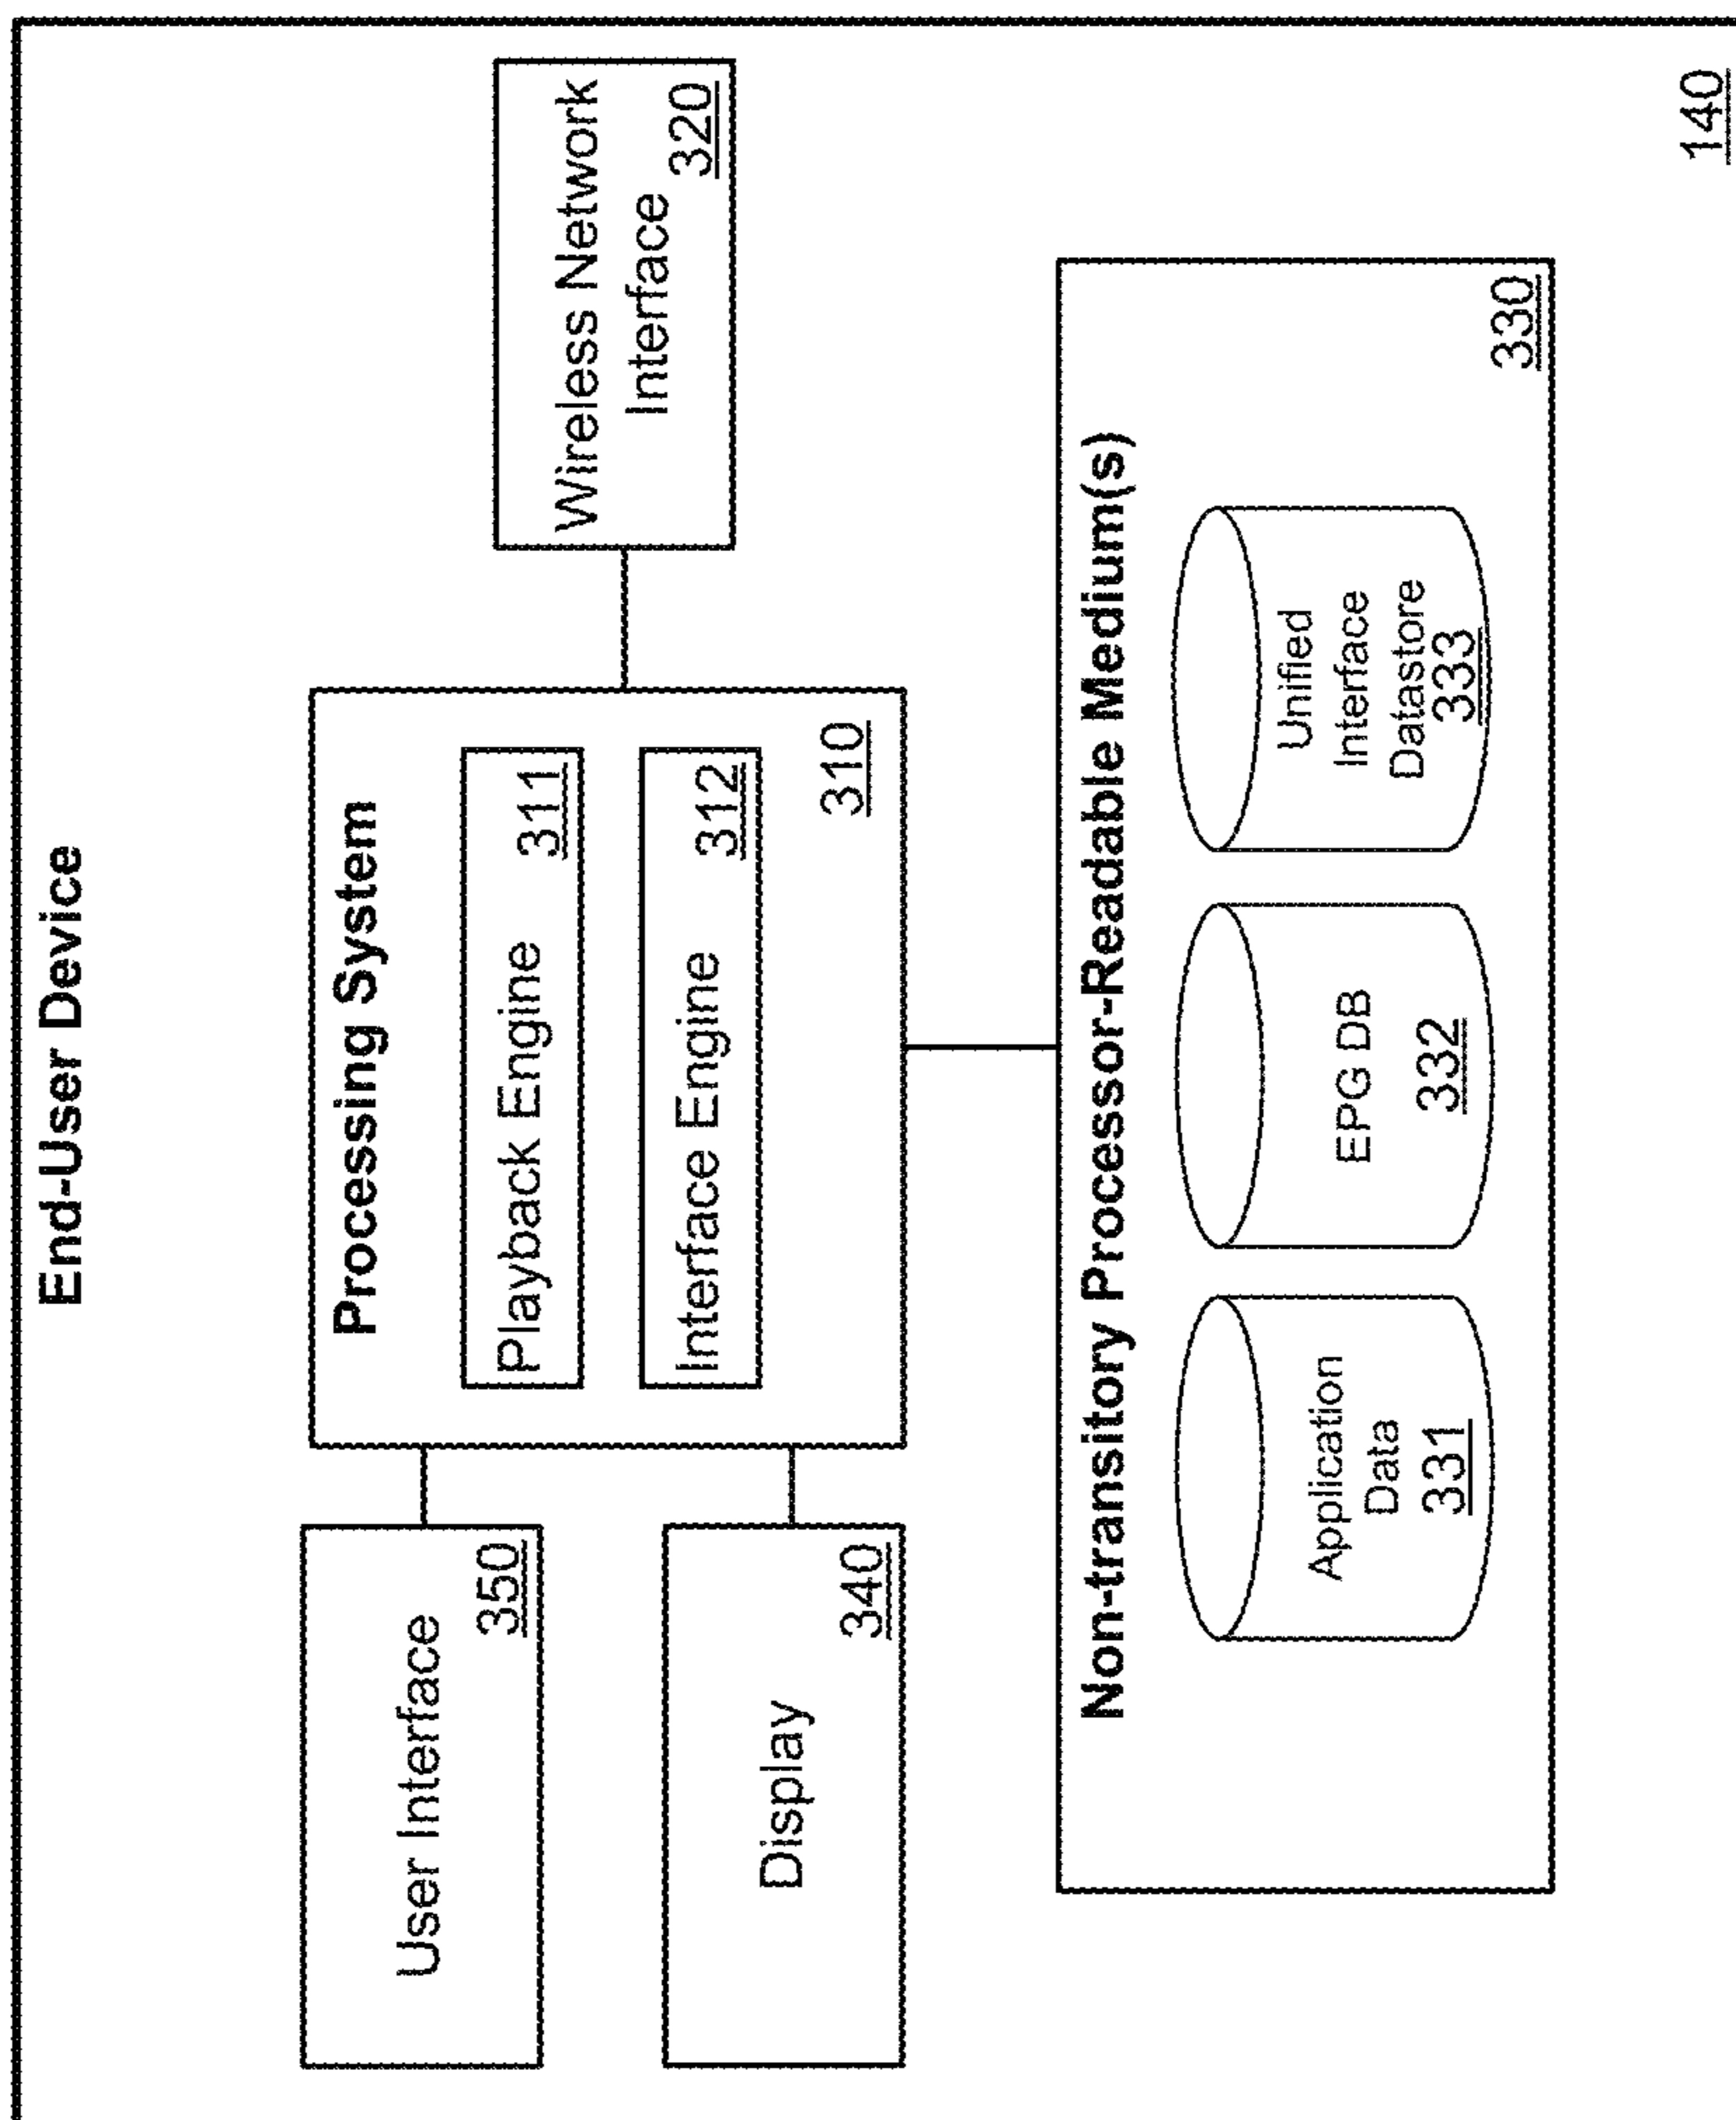 End-User Device
User Interface
350
Display
340
Processing System
Playback Engine 311
Interface Engine 312
310
Wireless Network
Interface
320
Non-transitory Processor-Readable Medium(s)
Application
Data
331
EPG DB
332
Unified
Interface
Datastore
333
330
140